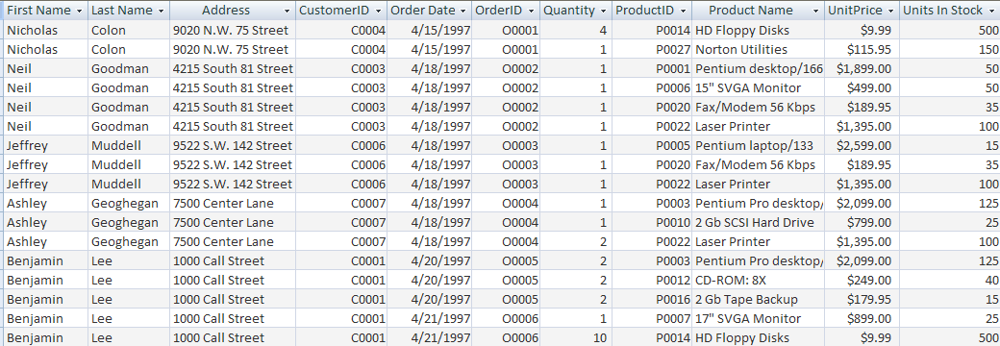 First Name Last Name Address CustomerID Order Date OrderID Quantity ProductID Product Name UnitPrice Units In Stock
Nicholas Colon 9020 N.W. 75 Street C0004 4/15/1997 O0001 4 P0014 HD Floppy Disks $9.99 500
Nicholas Colon 9020 N.W. 75 Street C0004 4/15/1997 O0001 1 P0027 Norton Utilities $115.95 150
Neil Goodman 4215 South 81 Street C0003 4/18/1997 O0002 1 P0001 Pentium desktop/166 $1,899.00 50
Neil Goodman 4215 South 81 Street C0003 4/18/1997 O0002 1 P0006 15" SVGA Monitor $499.00 50
Neil Goodman 4215 South 81 Street C0003 4/18/1997 O0002 1 P0020 Fax/Modem 56 Kbps $189.95 35
Neil Goodman 4215 South 81 Street C0003 4/18/1997 O0002 1 P0022 Laser Printer $1,395.00 100
Jeffrey Muddell 9522 S.W. 142 Street C0006 4/18/1997 O0003 1 P0005 Pentium laptop/133 $2,599.00 15
Jeffrey Muddell 9522 S.W. 142 Street C0006 4/18/1997 O0003 1 P0020 Fax/Modem 56 Kbps $189.95 35
Jeffrey Muddell 9522 S.W. 142 Street C0006 4/18/1997 O0003 1 P0022 Laser Printer $1,395.00 100
Ashley Geoghegan 7500 Center Lane C0007 4/18/1997 O0004 1 P0003 Pentium Pro desktop/ $2,099.00 125
Ashley Geoghegan 7500 Center Lane C0007 4/18/1997 O0004 1 P0010 2 Gb SCSI Hard Drive $799.00 25
Ashley Geoghegan 7500 Center Lane C0007 4/18/1997 O0004 2 P0022 Laser Printer $1,395.00 100
Benjamin Lee 1000 Call Street C0001 4/20/1997 O0005 2 P0003 Pentium Pro desktop/ $2,099.00 125
Benjamin Lee 1000 Call Street C0001 4/20/1997 O0005 2 P0012 CD-ROM: 8X $249.00 40
Benjamin Lee 1000 Call Street C0001 4/20/1997 O0005 2 P0016 2 Gb Tape Backup $179.95 15
Benjamin Lee 1000 Call Street C0001 4/21/1997 O0006 1 P0007 17" SVGA Monitor $899.00 25
Benjamin Lee 1000 Call Street C0001 4/21/1997 O0006 10 P0014 HD Floppy Disks $9.99 500